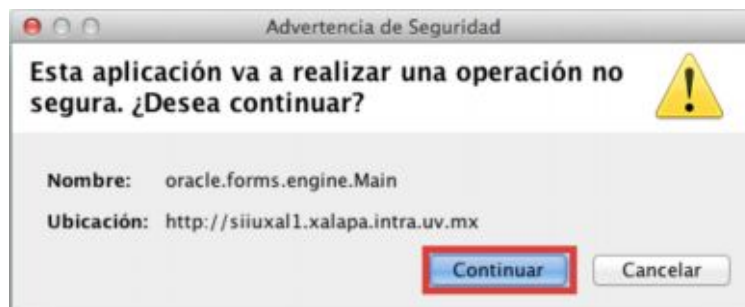 Advertencia de Seguridad
Esta aplicación va a realizar una operación no
segura. ¿Desea continuar?
Nombre: oracle.forms.engine.Main
Ubicación: http://siiuxal1.xalapa.intra.uv.mx
Continuar Cancelar